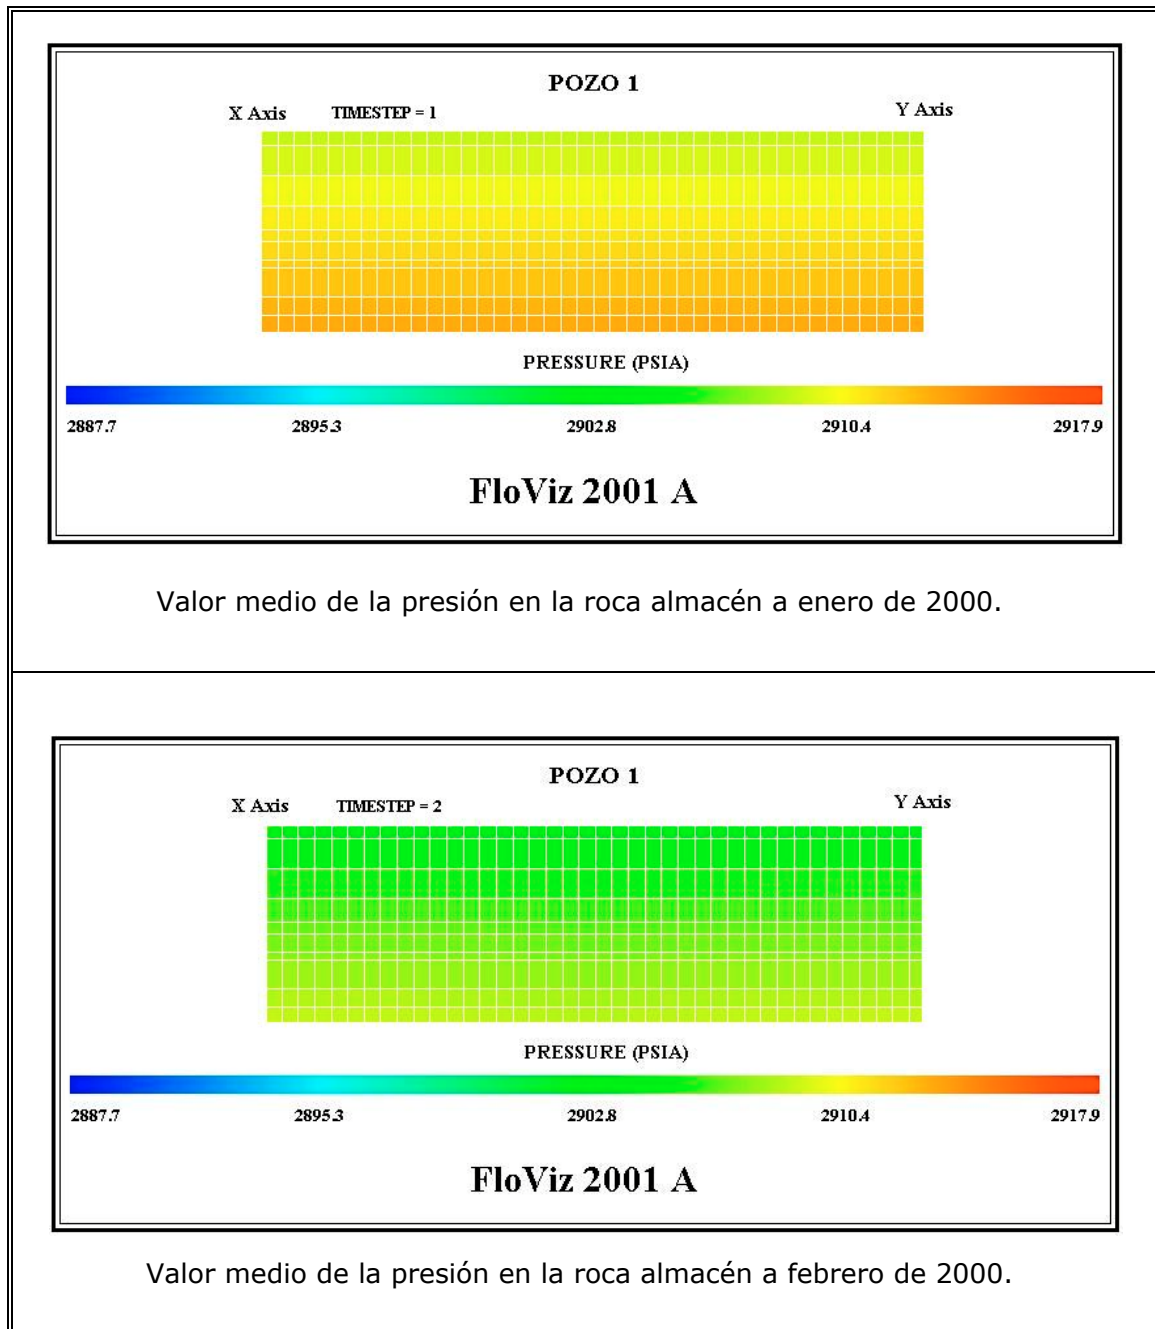 POZO 1
X Axis TIMESTEP = 1 Y Axis
PRESSURE (PSIA)
2887.7 2895.3 2902.8 2910.4 2917.9
FloViz 2001 A
Valor medio de la presión en la roca almacén a enero de 2000.
POZO 1
X Axis TIMESTEP = 2 Y Axis
PRESSURE (PSIA)
2887.7 2895.3 2902.8 2910.4 2917.9
FloViz 2001 A
Valor medio de la presión en la roca almacén a febrero de 2000.